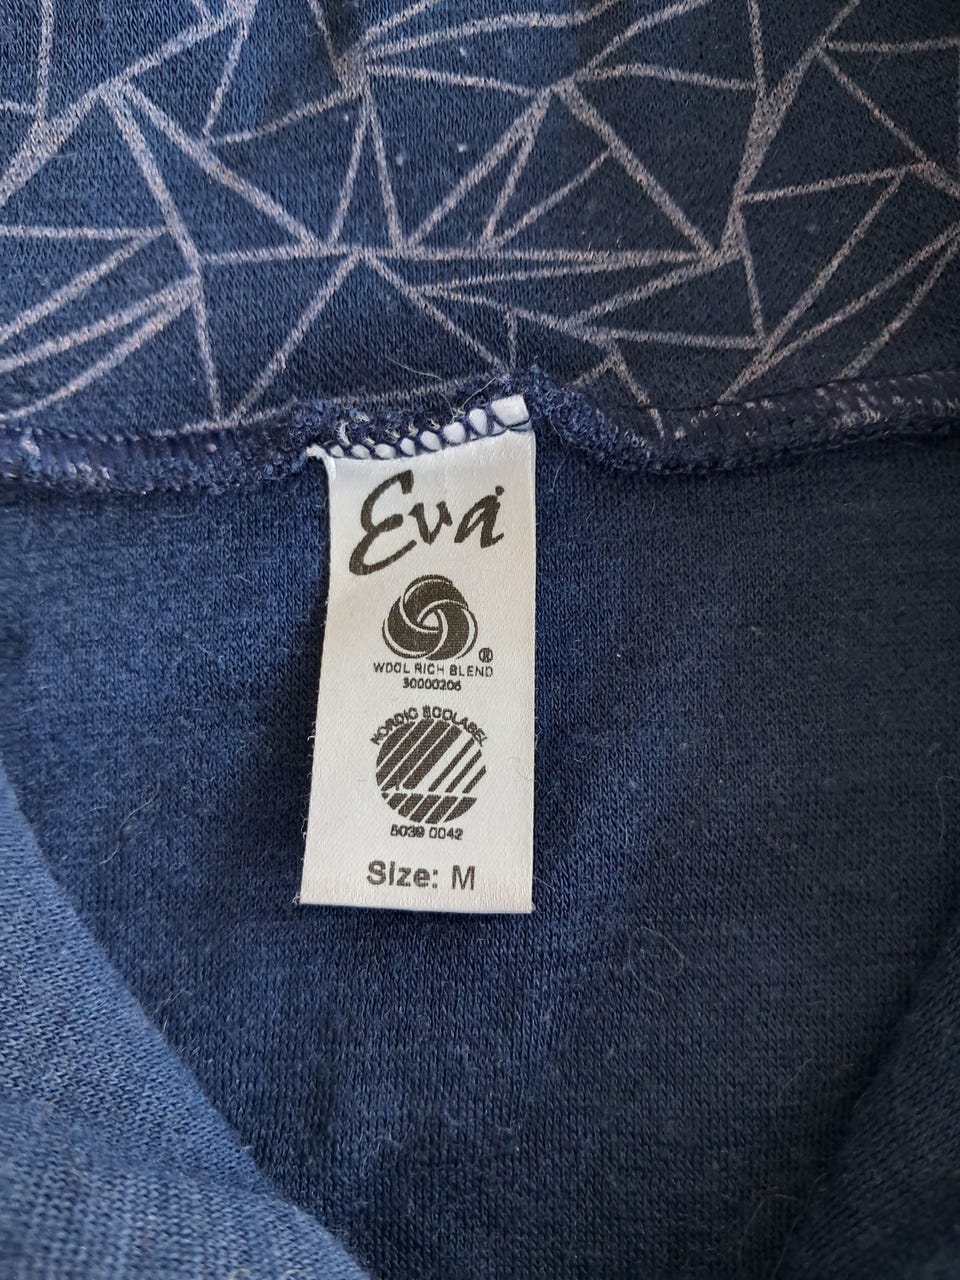 Eva
®
WOOL RICH BLEND
30000206
NORDIC ECOLABEL
5039 0042
Size: M